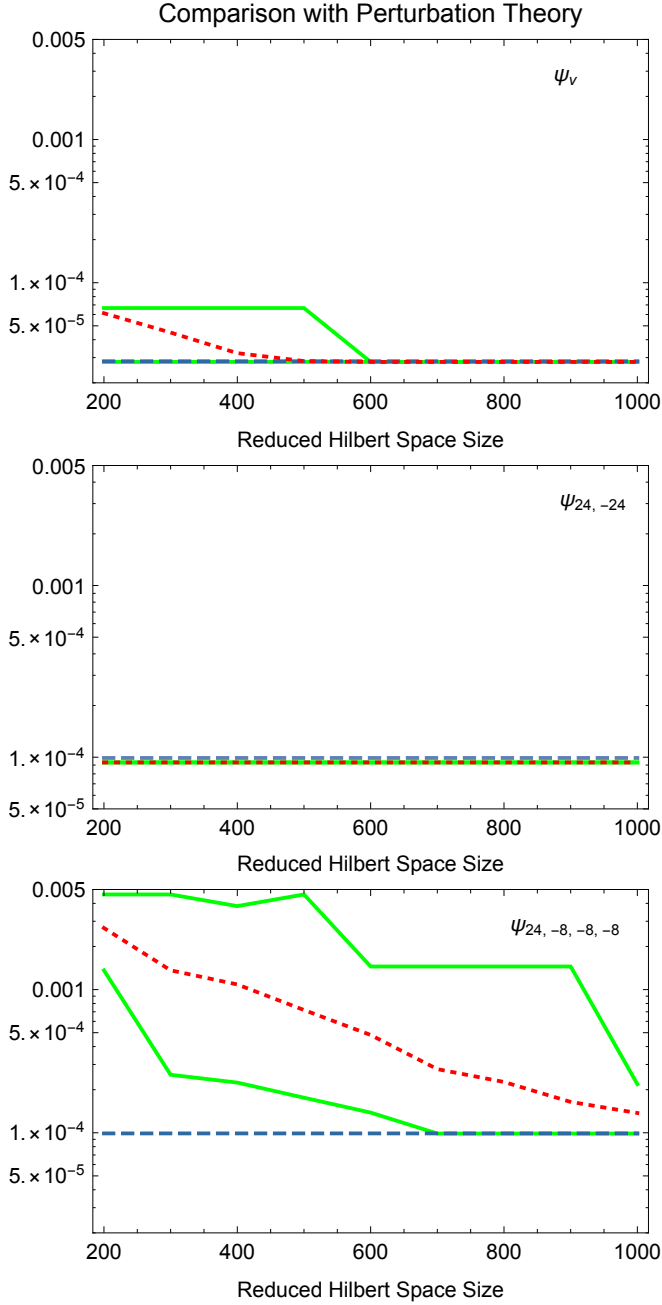 Comparison with Perturbation Theory
ψv
0.005
0.001
5.×10−4
1.×10−4
5.×10−5
200 400 600 800 1000
Reduced Hilbert Space Size
ψ24, −24
0.005
0.001
5.×10−4
1.×10−4
5.×10−5
200 400 600 800 1000
Reduced Hilbert Space Size
ψ24, −8, −8, −8
0.005
0.001
5.×10−4
1.×10−4
5.×10−5
200 400 600 800 1000
Reduced Hilbert Space Size